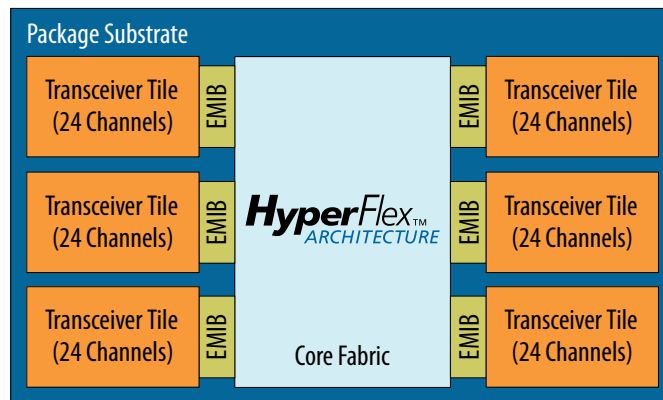 Package Substrate
Transceiver Tile
(24 Channels)
EMIB
EMIB
Transceiver Tile
(24 Channels)
Transceiver Tile
(24 Channels)
EMIB
HyperFlex™
ARCHITECTURE
EMIB
Transceiver Tile
(24 Channels)
Transceiver Tile
(24 Channels)
EMIB
Core Fabric
EMIB
Transceiver Tile
(24 Channels)